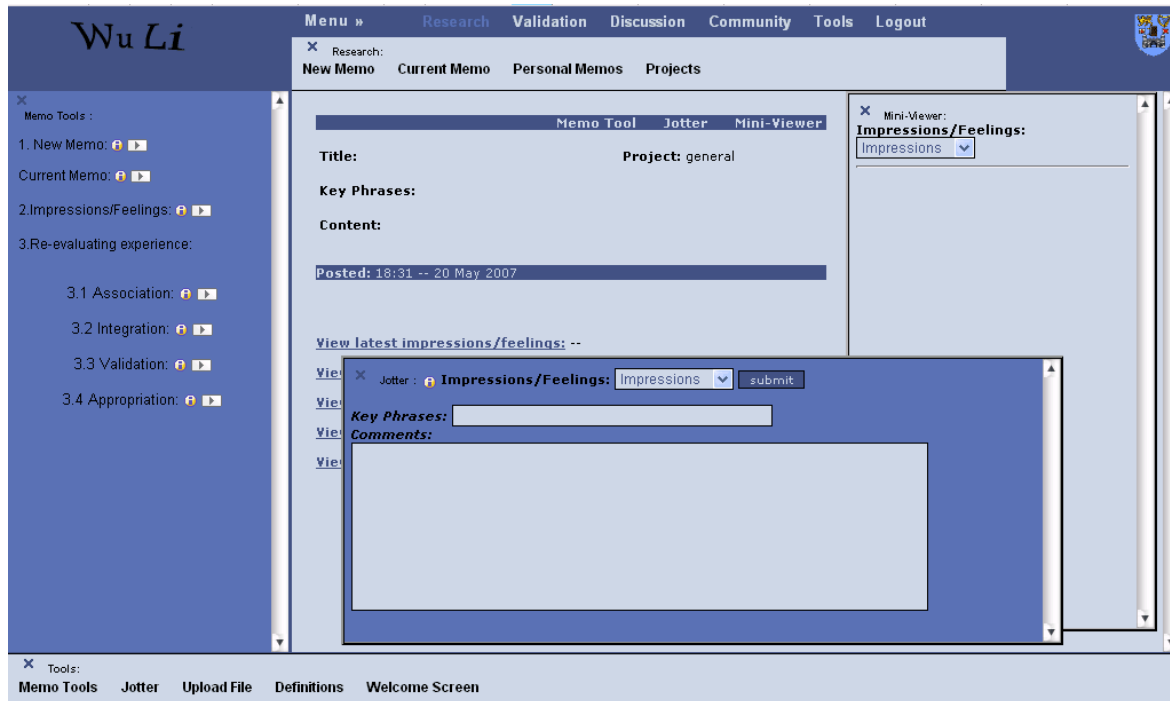 Wu Li
Menu » Research Validation Discussion Community Tools Logout
Research:
New Memo Current Memo Personal Memos Projects
Memo Tools :
1. New Memo:
Current Memo:
2.Impressions/Feelings:
3.Re-evaluating experience:
3.1 Association:
3.2 Integration:
3.3 Validation:
3.4 Appropriation:
Memo Tool Jotter Mini-Viewer
Title: Project: general
Key Phrases:
Content:
Posted: 18:31 -- 20 May 2007
View latest impressions/feelings: --
Mini-Viewer:
Impressions/Feelings:
Impressions
Jotter : Impressions/Feelings: Impressions submit
Key Phrases:
Comments:
Tools:
Memo Tools Jotter Upload File Definitions Welcome Screen